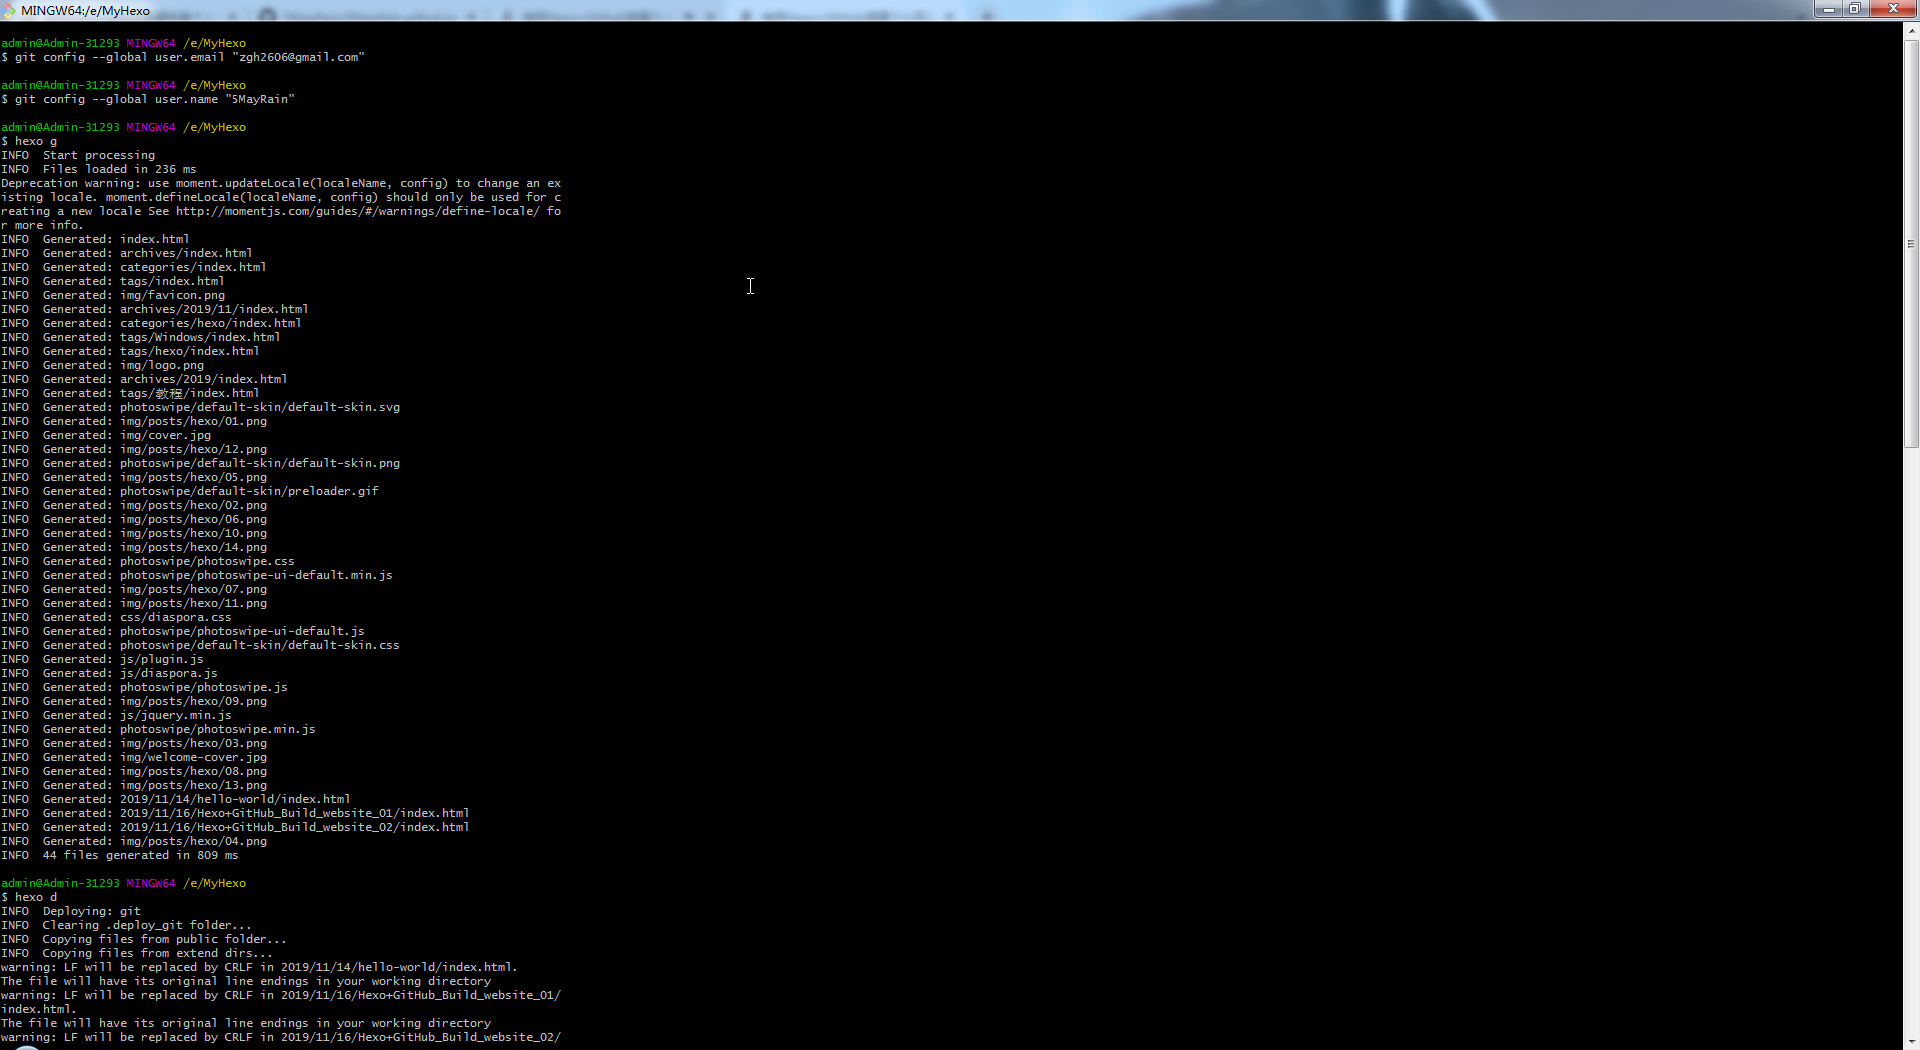 MINGW64:/e/MyHexo
admin@Admin-31293 MINGW64 /e/MyHexo
$ git config --global user.email "zgh2606@gmail.com"
admin@Admin-31293 MINGW64 /e/MyHexo
$ git config --global user.name "5MayRain"
admin@Admin-31293 MINGW64 /e/MyHexo
$ hexo g
INFO  Start processing
INFO  Files loaded in 236 ms
Deprecation warning: use moment.updateLocale(localeName, config) to change an ex
isting locale. moment.defineLocale(localeName, config) should only be used for c
reating a new locale See http://momentjs.com/guides/#/warnings/define-locale/ fo
r more info.
INFO  Generated: index.html
INFO  Generated: archives/index.html
INFO  Generated: categories/index.html
INFO  Generated: tags/index.html
INFO  Generated: img/favicon.png
INFO  Generated: archives/2019/11/index.html
INFO  Generated: categories/hexo/index.html
INFO  Generated: tags/Windows/index.html
INFO  Generated: tags/hexo/index.html
INFO  Generated: img/logo.png
INFO  Generated: archives/2019/index.html
INFO  Generated: tags/教程/index.html
INFO  Generated: photoswipe/default-skin/default-skin.svg
INFO  Generated: img/posts/hexo/01.png
INFO  Generated: img/cover.jpg
INFO  Generated: img/posts/hexo/12.png
INFO  Generated: photoswipe/default-skin/default-skin.png
INFO  Generated: img/posts/hexo/05.png
INFO  Generated: photoswipe/default-skin/preloader.gif
INFO  Generated: img/posts/hexo/02.png
INFO  Generated: img/posts/hexo/06.png
INFO  Generated: img/posts/hexo/10.png
INFO  Generated: img/posts/hexo/14.png
INFO  Generated: photoswipe/photoswipe.css
INFO  Generated: photoswipe/photoswipe-ui-default.min.js
INFO  Generated: img/posts/hexo/07.png
INFO  Generated: img/posts/hexo/11.png
INFO  Generated: css/diaspora.css
INFO  Generated: photoswipe/photoswipe-ui-default.js
INFO  Generated: photoswipe/default-skin/default-skin.css
INFO  Generated: js/plugin.js
INFO  Generated: js/diaspora.js
INFO  Generated: photoswipe/photoswipe.js
INFO  Generated: img/posts/hexo/09.png
INFO  Generated: js/jquery.min.js
INFO  Generated: photoswipe/photoswipe.min.js
INFO  Generated: img/posts/hexo/03.png
INFO  Generated: img/welcome-cover.jpg
INFO  Generated: img/posts/hexo/08.png
INFO  Generated: img/posts/hexo/13.png
INFO  Generated: 2019/11/14/hello-world/index.html
INFO  Generated: 2019/11/16/Hexo+GitHub_Build_website_01/index.html
INFO  Generated: 2019/11/16/Hexo+GitHub_Build_website_02/index.html
INFO  Generated: img/posts/hexo/04.png
INFO  44 files generated in 809 ms
admin@Admin-31293 MINGW64 /e/MyHexo
$ hexo d
INFO  Deploying: git
INFO  Clearing .deploy_git folder...
INFO  Copying files from public folder...
INFO  Copying files from extend dirs...
warning: LF will be replaced by CRLF in 2019/11/14/hello-world/index.html.
The file will have its original line endings in your working directory
warning: LF will be replaced by CRLF in 2019/11/16/Hexo+GitHub_Build_website_01/
index.html.
The file will have its original line endings in your working directory
warning: LF will be replaced by CRLF in 2019/11/16/Hexo+GitHub_Build_website_02/